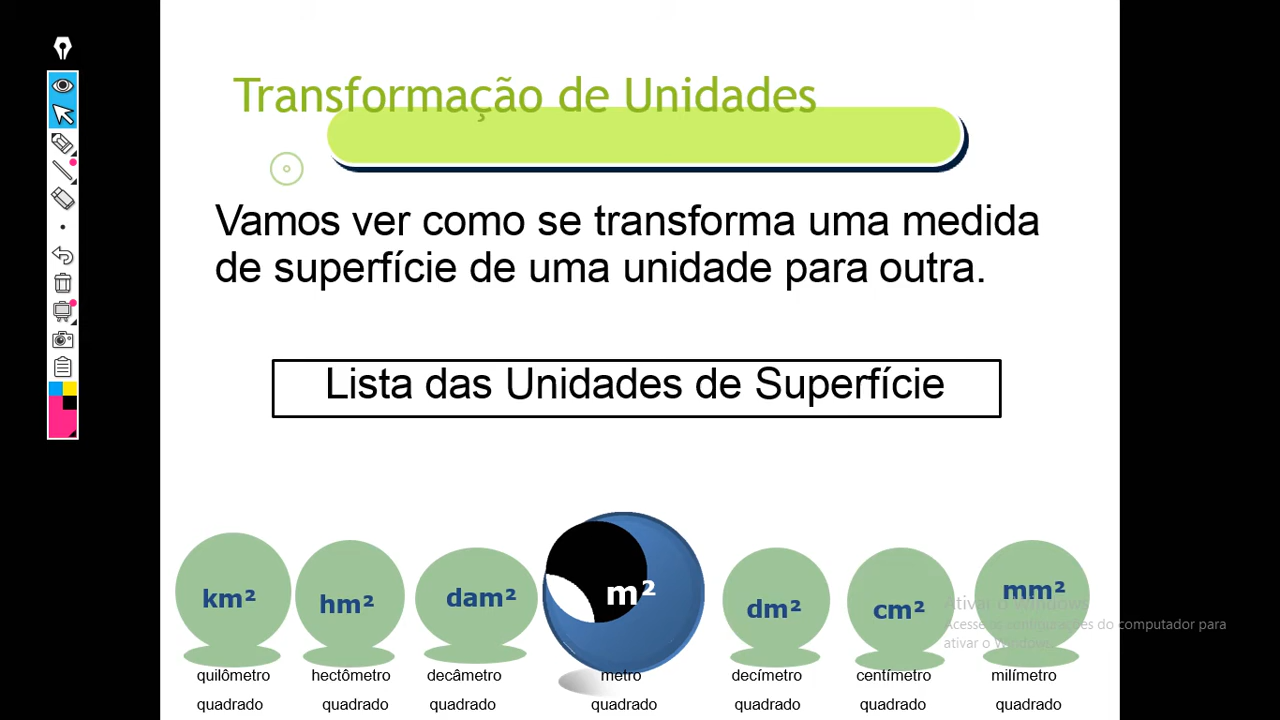 Transformação de Unidades
Vamos ver como se transforma uma medida
de superfície de uma unidade para outra.
Lista das Unidades de Superfície
km² hm² dam² m² dm² cm² mm²
Ativar o Windows
Acesse as configurações do computador para
ativar o Windows.
quilômetro hectômetro decâmetro metro decímetro centímetro milímetro
quadrado quadrado quadrado quadrado quadrado quadrado quadrado